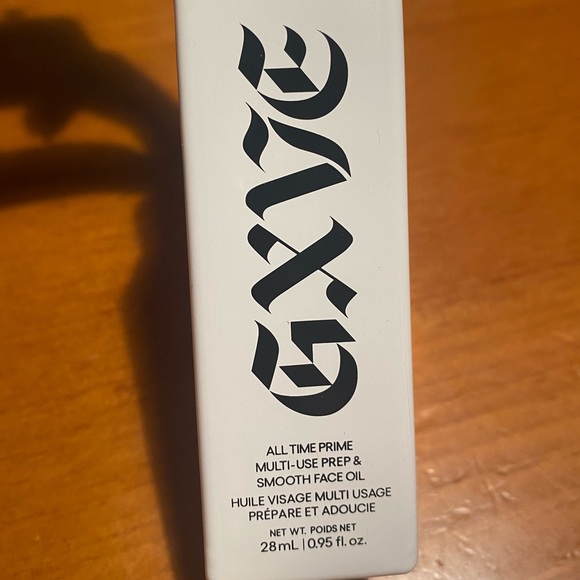 GXVE
ALL TIME PRIME
MULTI-USE PREP &
SMOOTH FACE OIL
HUILE VISAGE MULTI USAGE
PRÉPARE ET ADOUCIE
NET WT. POIDS NET
28 mL | 0.95 fl. oz.